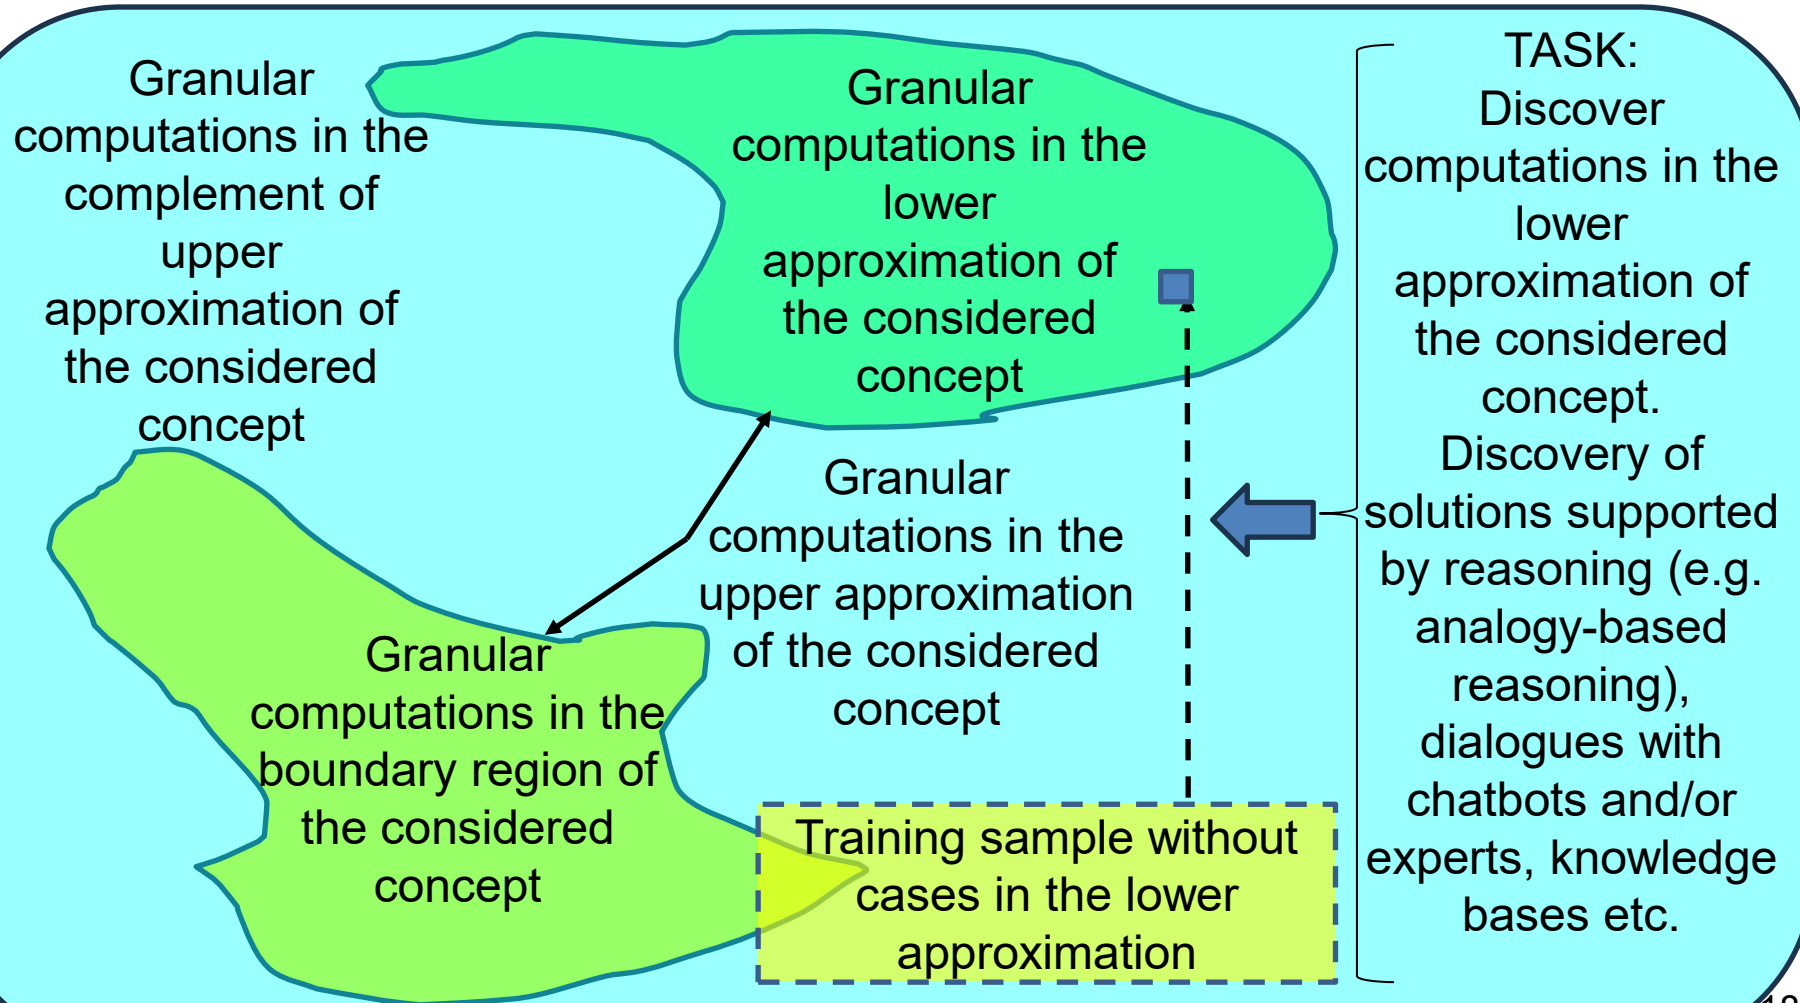 Granular
computations in the
complement of
upper
approximation of
the considered
concept
Granular
computations in the
lower
approximation of
the considered
concept
TASK:
Discover
computations in the
lower
approximation of
the considered
concept.
Discovery of
solutions supported
by reasoning (e.g.
analogy-based
reasoning),
dialogues with
chatbots and/or
experts, knowledge
bases etc.
Granular
computations in the
upper approximation
of the considered
concept
Granular
computations in the
boundary region of
the considered
concept
Training sample without
cases in the lower
approximation